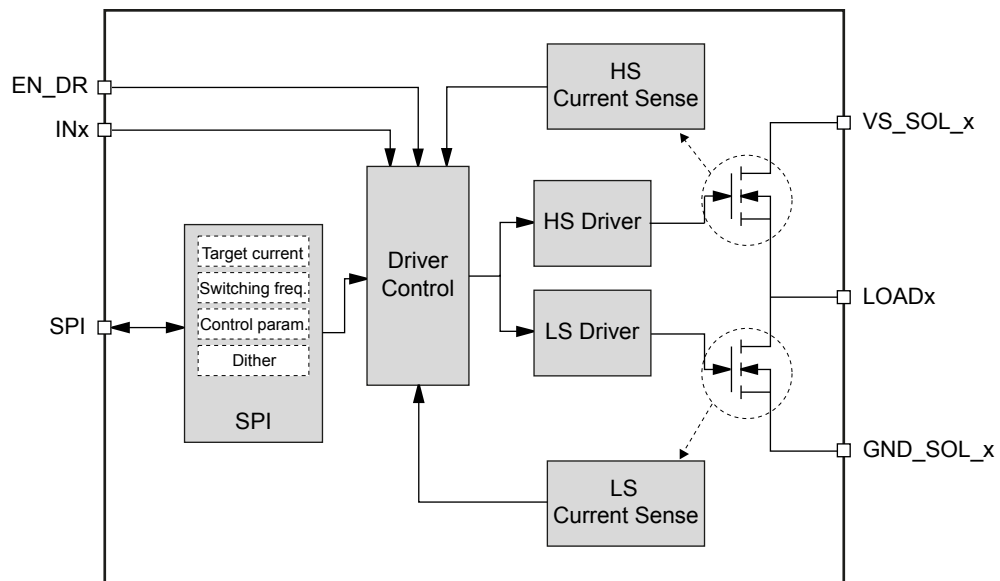 EN_DR
INx
SPI
Target current
Switching freq.
Control param.
Dither
SPI
Driver
Control
HS
Current Sense
HS Driver
LS Driver
LS
Current Sense
VS_SOL_x
LOADx
GND_SOL_x